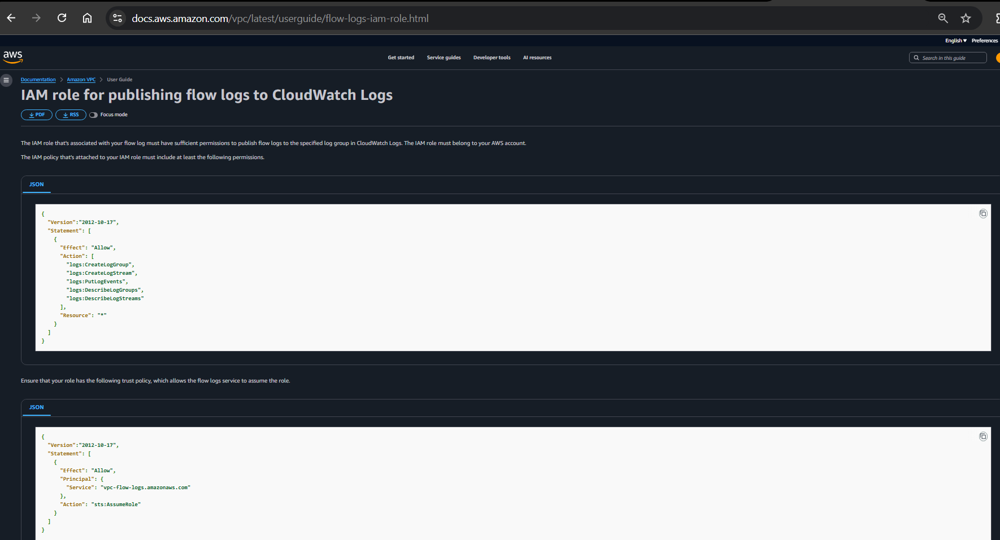 docs.aws.amazon.com/vpc/latest/userguide/flow-logs-iam-role.html
English ▼ Preferences
aws
Get started Service guides Developer tools AI resources
Search in this guide
Documentation > Amazon VPC > User Guide
IAM role for publishing flow logs to CloudWatch Logs
PDF RSS Focus mode
The IAM role that's associated with your flow log must have sufficient permissions to publish flow logs to the specified log group in CloudWatch Logs. The IAM role must belong to your AWS account.
The IAM policy that's attached to your IAM role must include at least the following permissions.
JSON
{
  "Version":"2012-10-17",
  "Statement": [
    {
      "Effect": "Allow",
      "Action": [
        "logs:CreateLogGroup",
        "logs:CreateLogStream",
        "logs:PutLogEvents",
        "logs:DescribeLogGroups",
        "logs:DescribeLogStreams"
      ],
      "Resource": "*"
    }
  ]
}
Ensure that your role has the following trust policy, which allows the flow logs service to assume the role.
JSON
{
  "Version":"2012-10-17",
  "Statement": [
    {
      "Effect": "Allow",
      "Principal": {
        "Service": "vpc-flow-logs.amazonaws.com"
      },
      "Action": "sts:AssumeRole"
    }
  ]
}